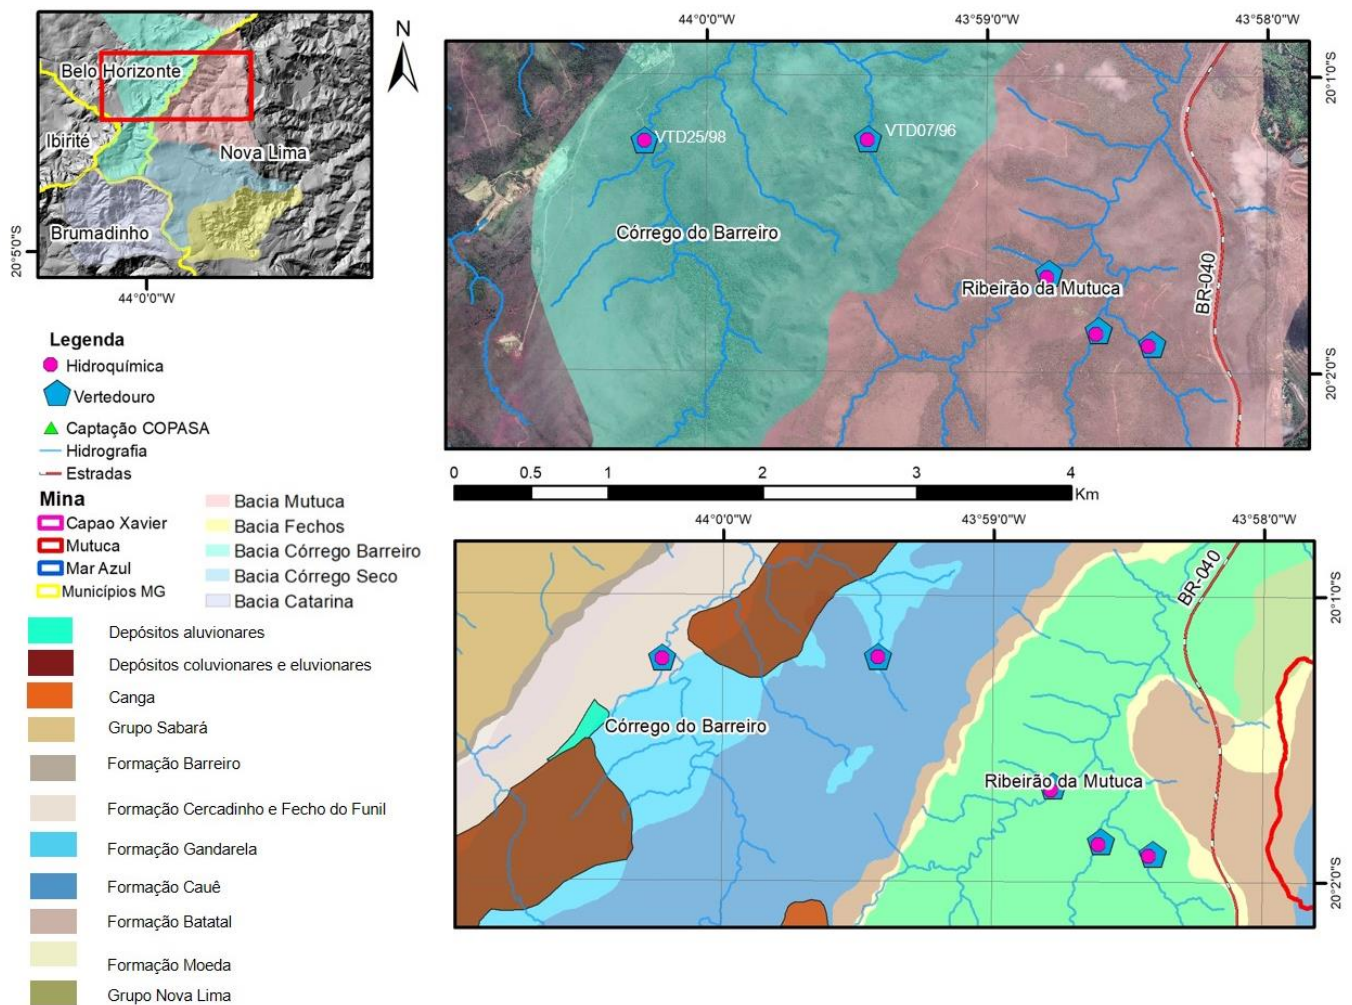 Belo Horizonte
Ibirité
Nova Lima
Brumadinho
20°5'0"S
44°0'0"W
N
44°0'0"W
43°59'0"W
43°58'0"W
20°1'0"S
20°2'0"S
VTD25/98
VTD07/96
Córrego do Barreiro
Ribeirão da Mutuca
BR-040
Legenda
Hidroquímica
Vertedouro
Captação COPASA
Hidrografia
Estradas
Mina
Capao Xavier
Mutuca
Mar Azul
Municípios MG
Bacia Mutuca
Bacia Fechos
Bacia Córrego Barreiro
Bacia Córrego Seco
Bacia Catarina
Depósitos aluvionares
Depósitos coluvionares e eluvionares
Canga
Grupo Sabará
Formação Barreiro
Formação Cercadinho e Fecho do Funil
Formação Gandarela
Formação Cauê
Formação Batatal
Formação Moeda
Grupo Nova Lima
0 0.5 1 2 3 4
Km
44°0'0"W
43°59'0"W
43°58'0"W
20°1'0"S
20°2'0"S
BR-040
Córrego do Barreiro
Ribeirão da Mutuca